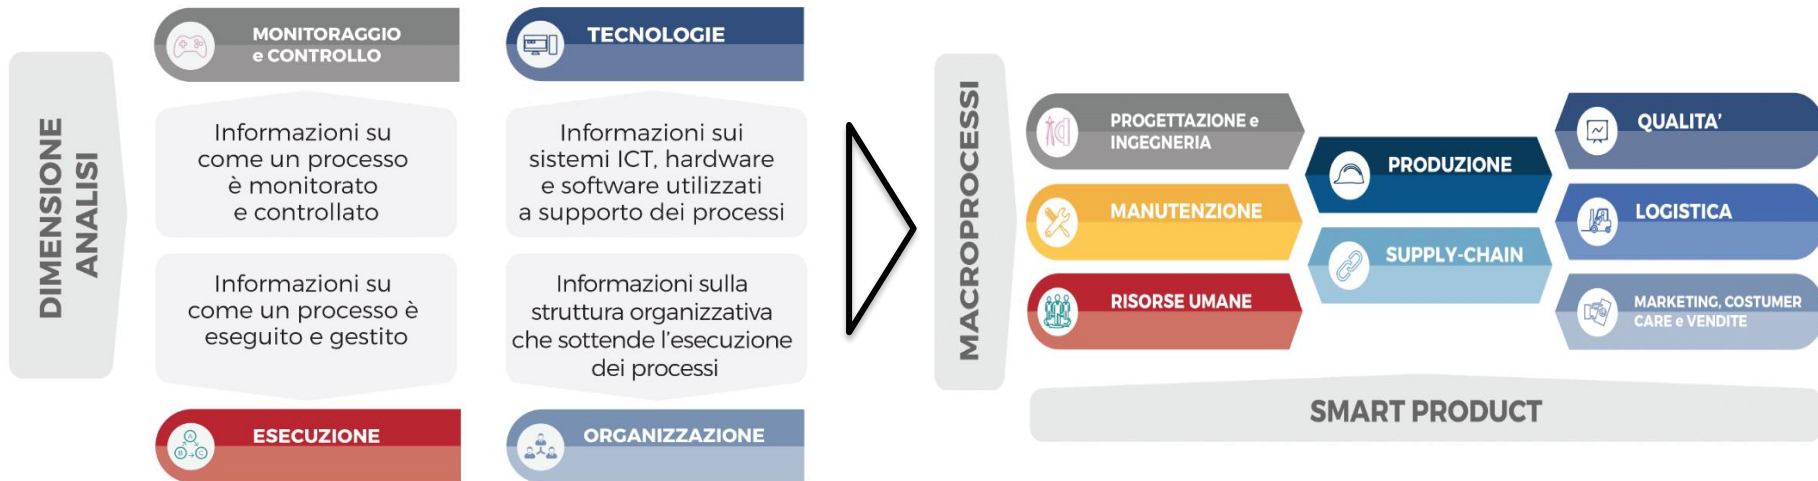 DIMENSIONE
ANALISI
MONITORAGGIO
e CONTROLLO
Informazioni su
come un processo
è monitorato
e controllato
Informazioni su
come un processo è
eseguito e gestito
A
B
C
ESECUZIONE
TECNOLOGIE
Informazioni sui
sistemi ICT, hardware
e software utilizzati
a supporto dei processi
Informazioni sulla
struttura organizzativa
che sottende l'esecuzione
dei processi
ORGANIZZAZIONE
MACROPROCESSI
PROGETTAZIONE e
INGEGNERIA
MANUTENZIONE
RISORSE UMANE
PRODUZIONE
SUPPLY-CHAIN
QUALITA'
LOGISTICA
MARKETING, COSTUMER
CARE e VENDITE
SMART PRODUCT